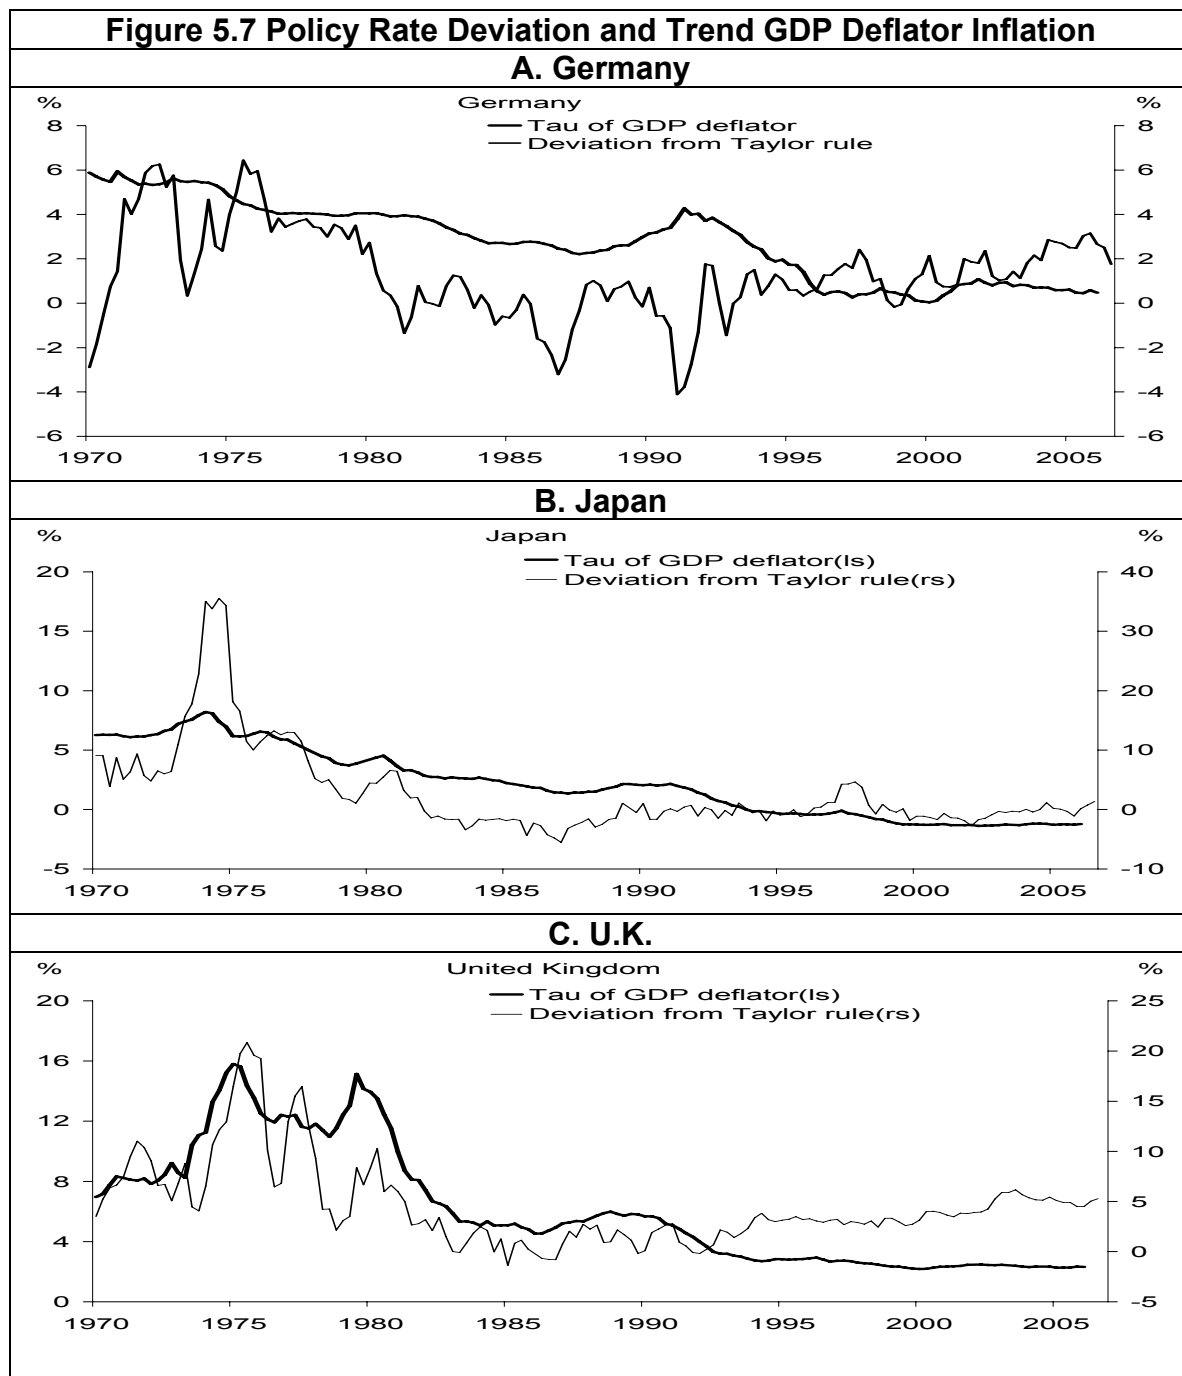 Figure 5.7 Policy Rate Deviation and Trend GDP Deflator Inflation
A. Germany
% Germany %
Tau of GDP deflator
Deviation from Taylor rule
8 8
6 6
4 4
2 2
0 0
-2 -2
-4 -4
-6 -6
1970 1975 1980 1985 1990 1995 2000 2005
B. Japan
% Japan %
Tau of GDP deflator(ls)
Deviation from Taylor rule(rs)
20 40
15 30
10 20
5 10
0 0
-5 -10
1970 1975 1980 1985 1990 1995 2000 2005
C. U.K.
% United Kingdom %
Tau of GDP deflator(ls)
Deviation from Taylor rule(rs)
20 25
20
16
15
12
10
8
5
4
0
0 -5
1970 1975 1980 1985 1990 1995 2000 2005